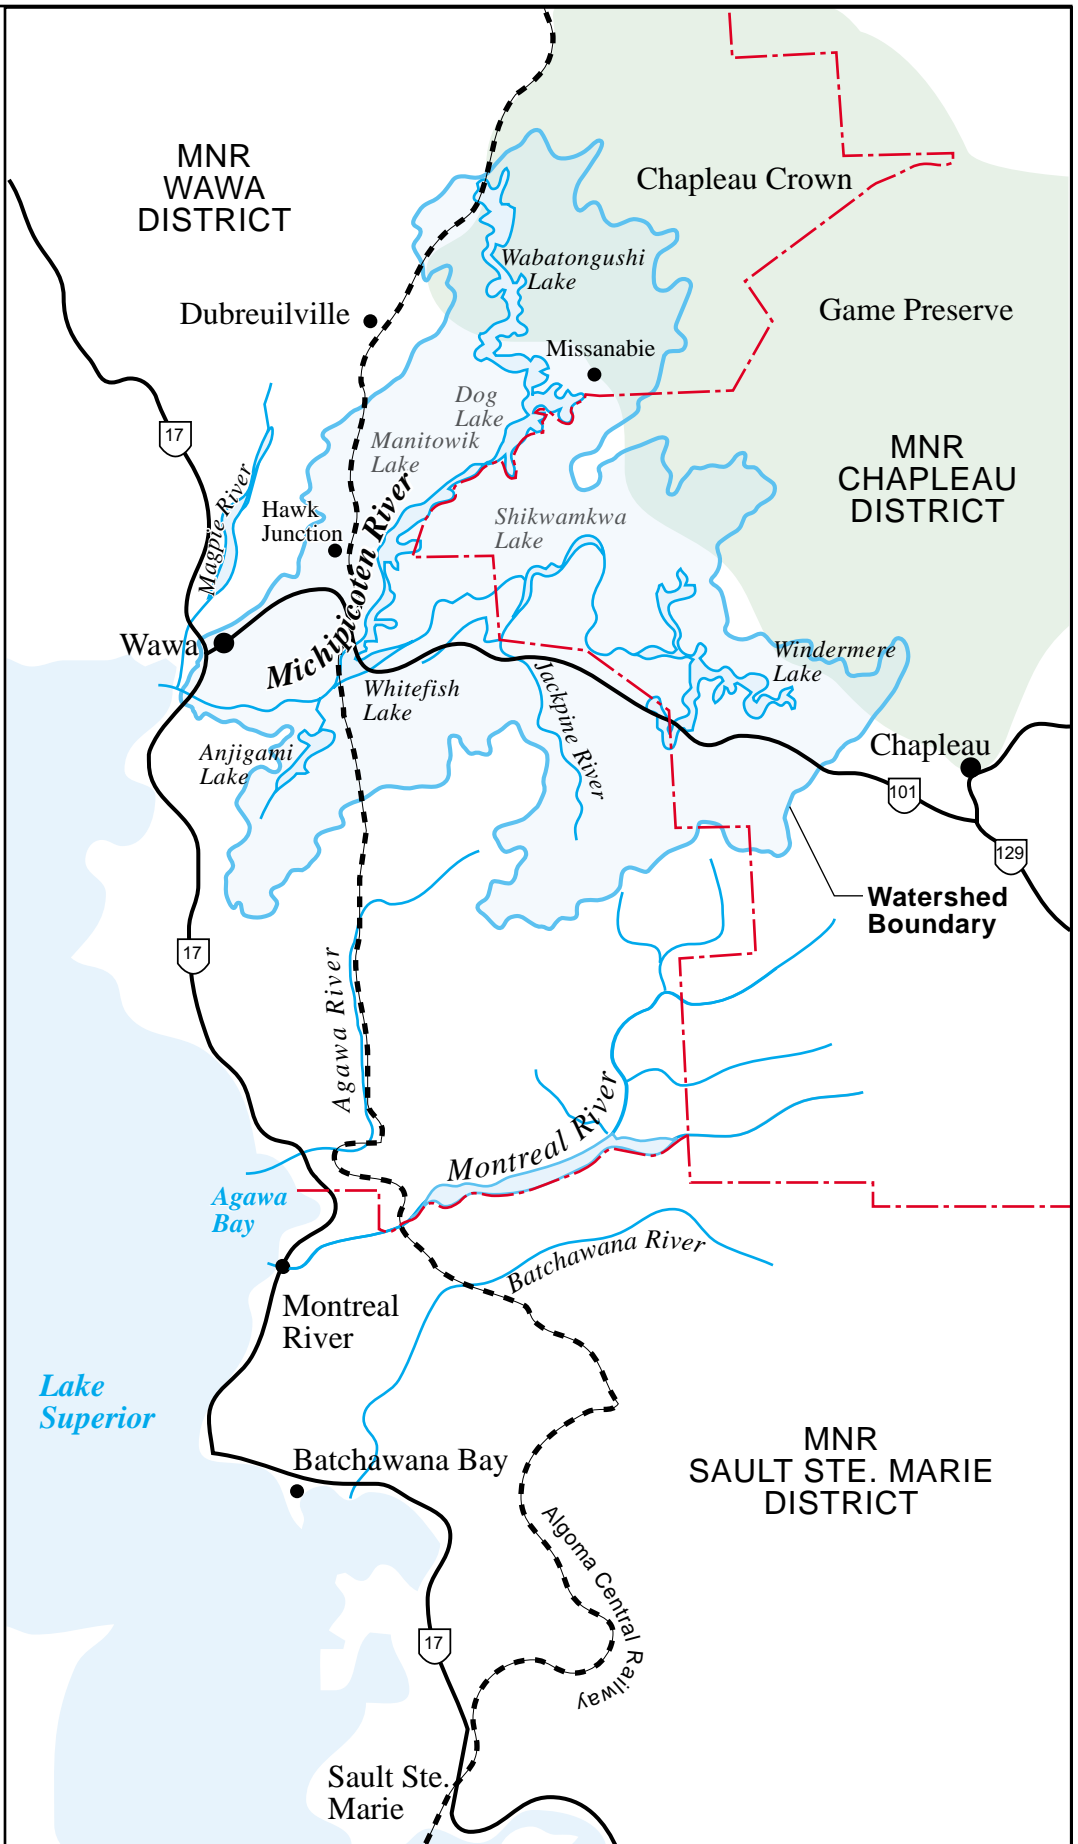 MNR
WAWA
DISTRICT
Chapleau Crown
Wabatongushi
Lake
Dubreuilville
Game Preserve
Missanabie
Dog
Lake
Manitowik
Lake
17
MNR
CHAPLEAU
DISTRICT
Magpie River
Hawk
Junction
Shikwamkwa
Lake
Michipicoten River
Wawa
Windermere
Lake
Whitefish
Lake
Jackpine River
Anjigami
Lake
Chapleau
101
129
Watershed
Boundary
17
Agawa River
Montreal River
Agawa
Bay
Batchawana River
Montreal
River
Lake
Superior
Batchawana Bay
MNR
SAULT STE. MARIE
DISTRICT
Algoma Central Railway
17
Sault Ste.
Marie